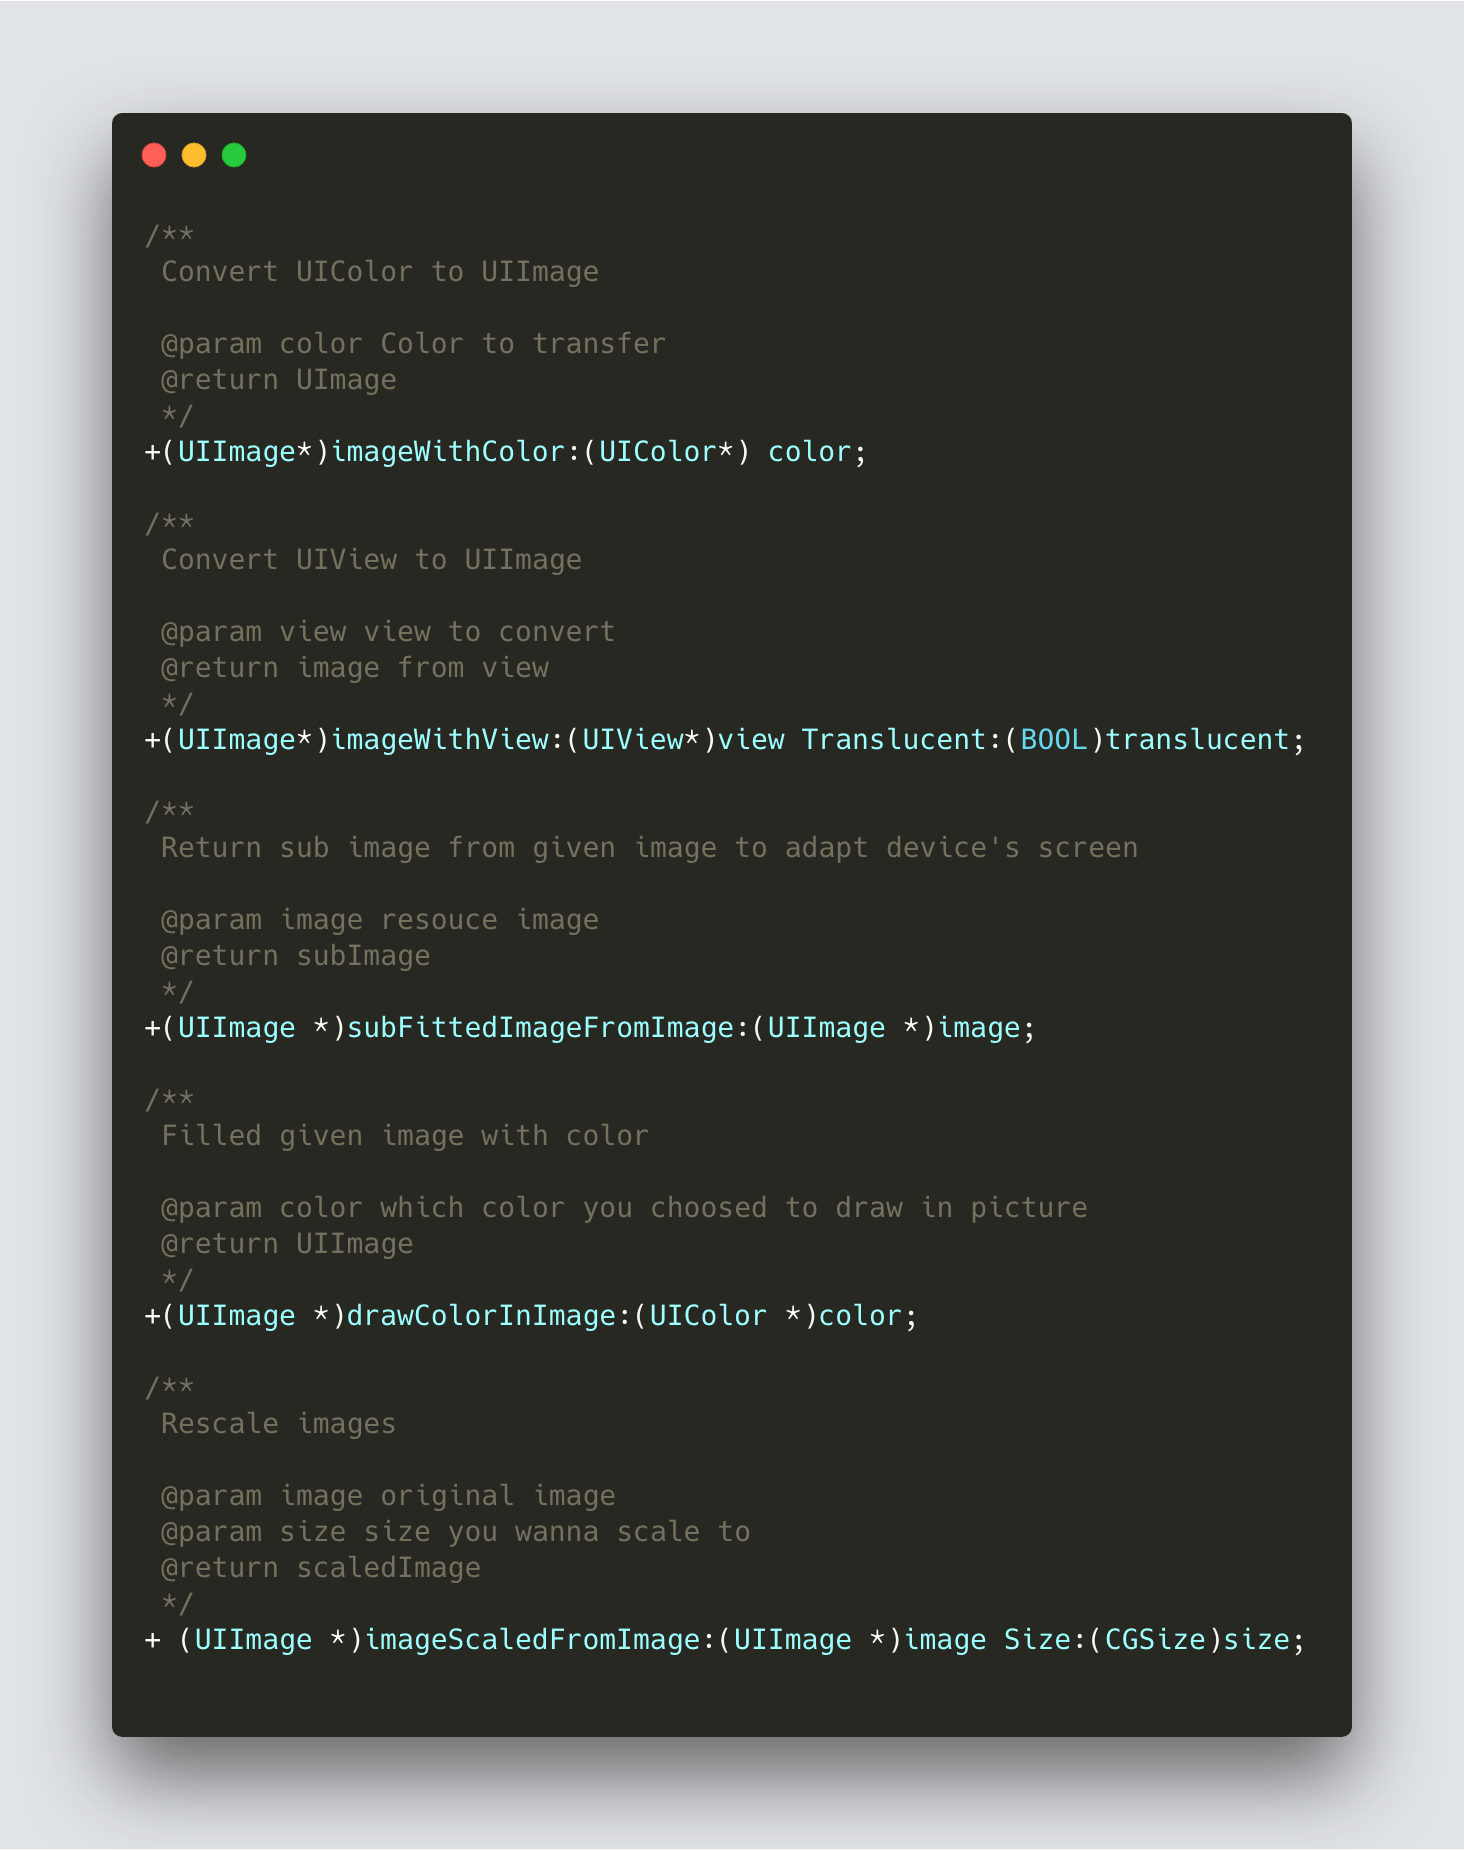 /**
 Convert UIColor to UIImage

 @param color Color to transfer
 @return UImage
 */
+(UIImage*)imageWithColor:(UIColor*) color;

/**
 Convert UIView to UIImage

 @param view view to convert
 @return image from view
 */
+(UIImage*)imageWithView:(UIView*)view Translucent:(BOOL)translucent;

/**
 Return sub image from given image to adapt device's screen

 @param image resouce image
 @return subImage
 */
+(UIImage *)subFittedImageFromImage:(UIImage *)image;

/**
 Filled given image with color

 @param color which color you choosed to draw in picture
 @return UIImage
 */
+(UIImage *)drawColorInImage:(UIColor *)color;

/**
 Rescale images

 @param image original image
 @param size size you wanna scale to
 @return scaledImage
 */
+ (UIImage *)imageScaledFromImage:(UIImage *)image Size:(CGSize)size;